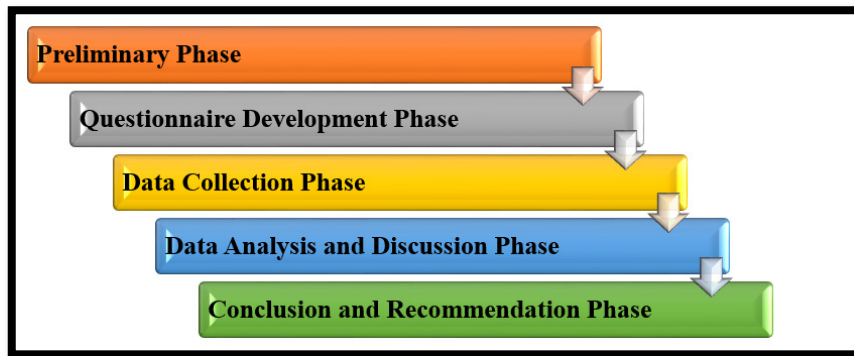 Preliminary Phase
Questionnaire Development Phase
Data Collection Phase
Data Analysis and Discussion Phase
Conclusion and Recommendation Phase